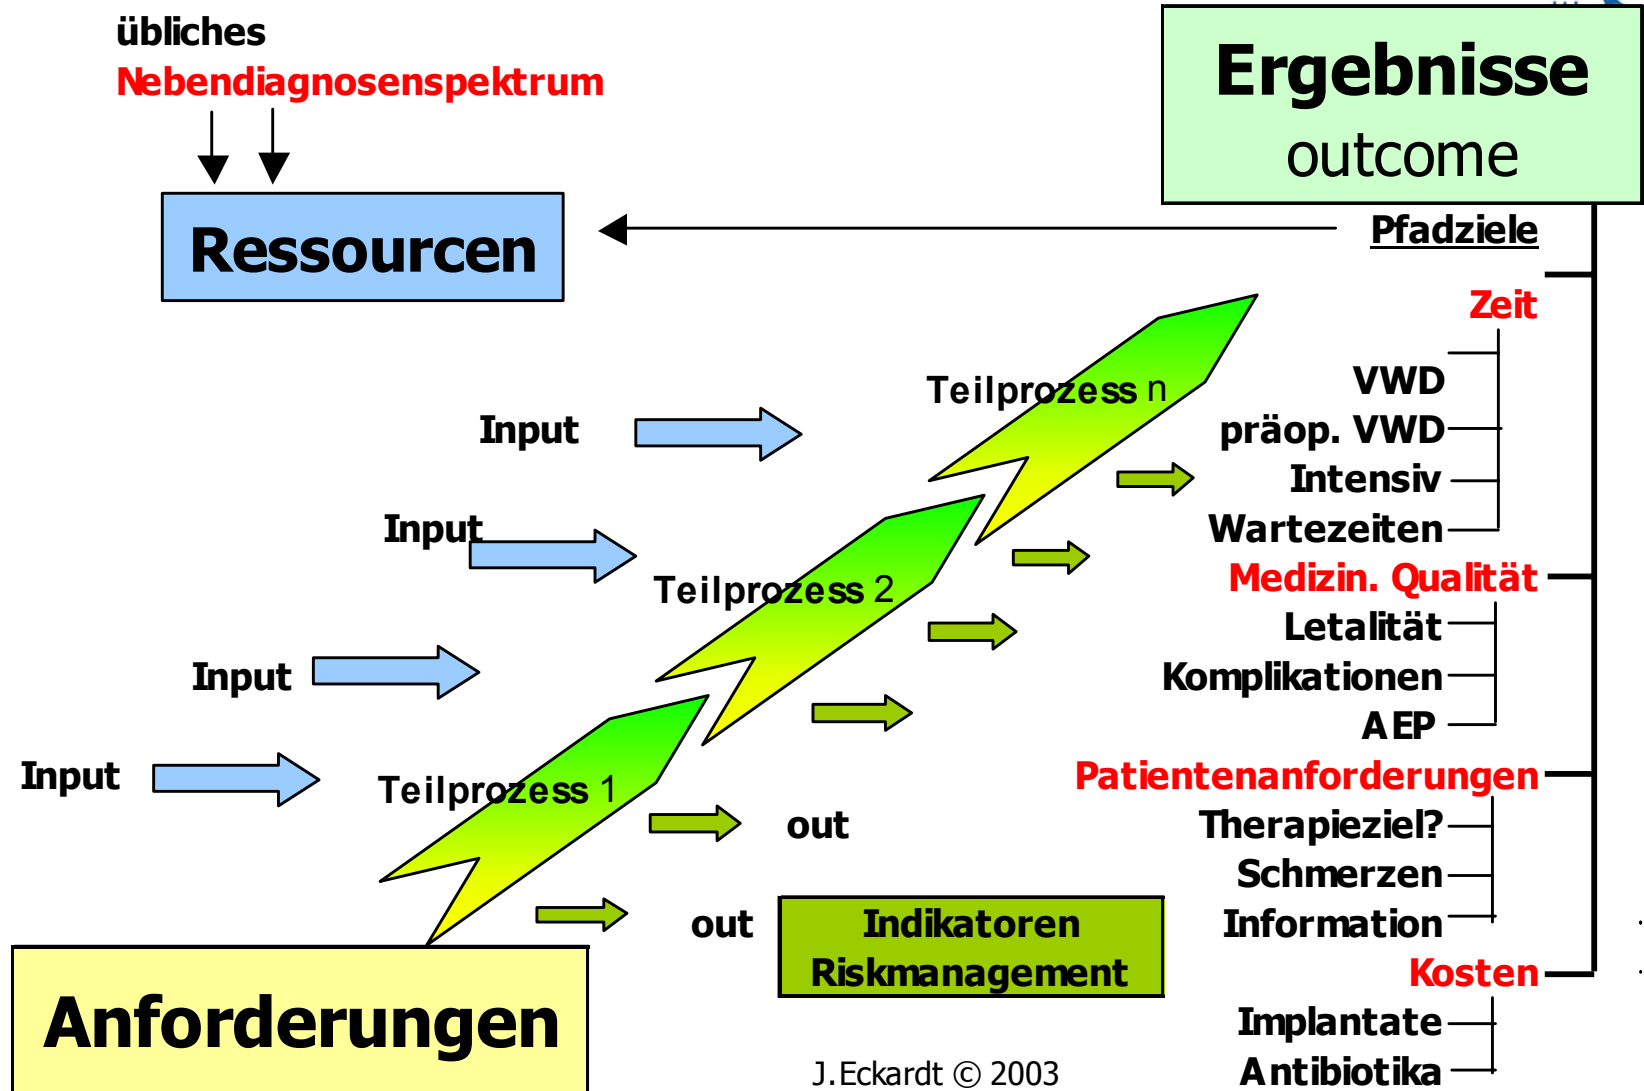 übliches
Nebendiagnosenspektrum
Ergebnisse
outcome
Ressourcen
Pfadziele
Zeit
VWD
präop. VWD
Intensiv
Wartezeiten
Medizin. Qualität
Letalität
Komplikationen
AEP
Patientenanforderungen
Therapieziel?
Schmerzen
Information
Kosten
Implantate
Antibiotika
Teilprozess n
Input
Input
Teilprozess 2
Input
Input
Teilprozess 1
out
out
Indikatoren
Riskmanagement
Anforderungen
J.Eckardt © 2003